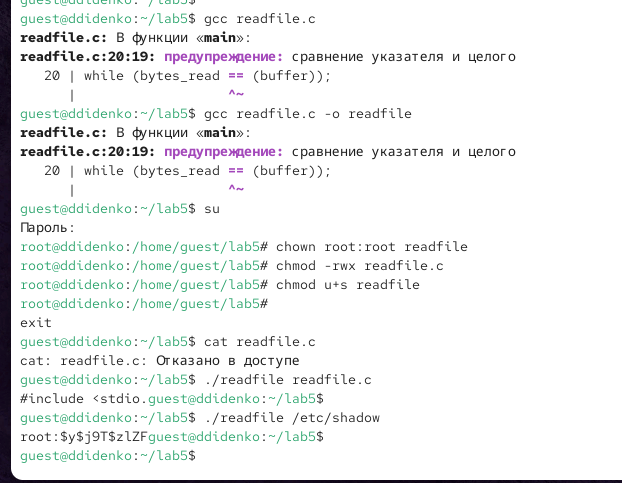 guest@ddidenko:~/lab5$
guest@ddidenko:~/lab5$ gcc readfile.c
readfile.c: В функции «main»:
readfile.c:20:19: предупреждение: сравнение указателя и целого
   20 | while (bytes_read == (buffer));
      |                   ^~
guest@ddidenko:~/lab5$ gcc readfile.c -o readfile
readfile.c: В функции «main»:
readfile.c:20:19: предупреждение: сравнение указателя и целого
   20 | while (bytes_read == (buffer));
      |                   ^~
guest@ddidenko:~/lab5$ su
Пароль:
root@ddidenko:/home/guest/lab5# chown root:root readfile
root@ddidenko:/home/guest/lab5# chmod -rwx readfile.c
root@ddidenko:/home/guest/lab5# chmod u+s readfile
root@ddidenko:/home/guest/lab5#
exit
guest@ddidenko:~/lab5$ cat readfile.c
cat: readfile.c: Отказано в доступе
guest@ddidenko:~/lab5$ ./readfile readfile.c
#include <stdio.guest@ddidenko:~/lab5$
guest@ddidenko:~/lab5$ ./readfile /etc/shadow
root:$y$j9T$zlZFguest@ddidenko:~/lab5$
guest@ddidenko:~/lab5$